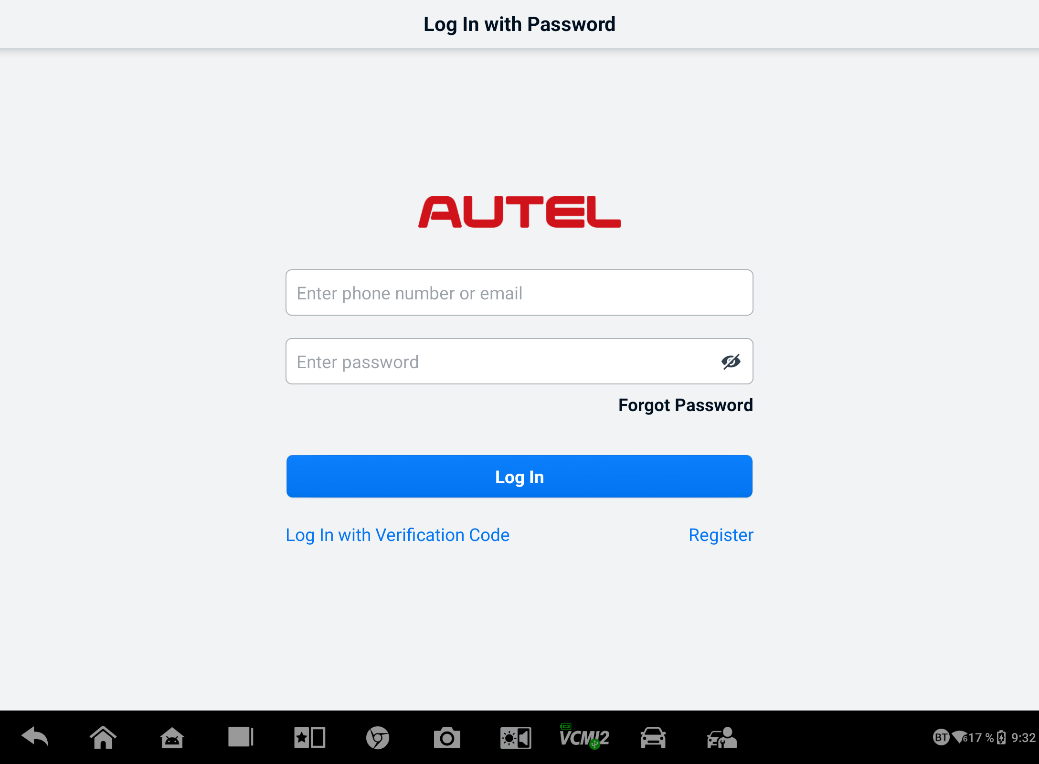 Log In with Password
AUTEL
Enter phone number or email
Enter password
Forgot Password
Log In
Log In with Verification Code
Register
VCMI2
BT
17 %
9:32